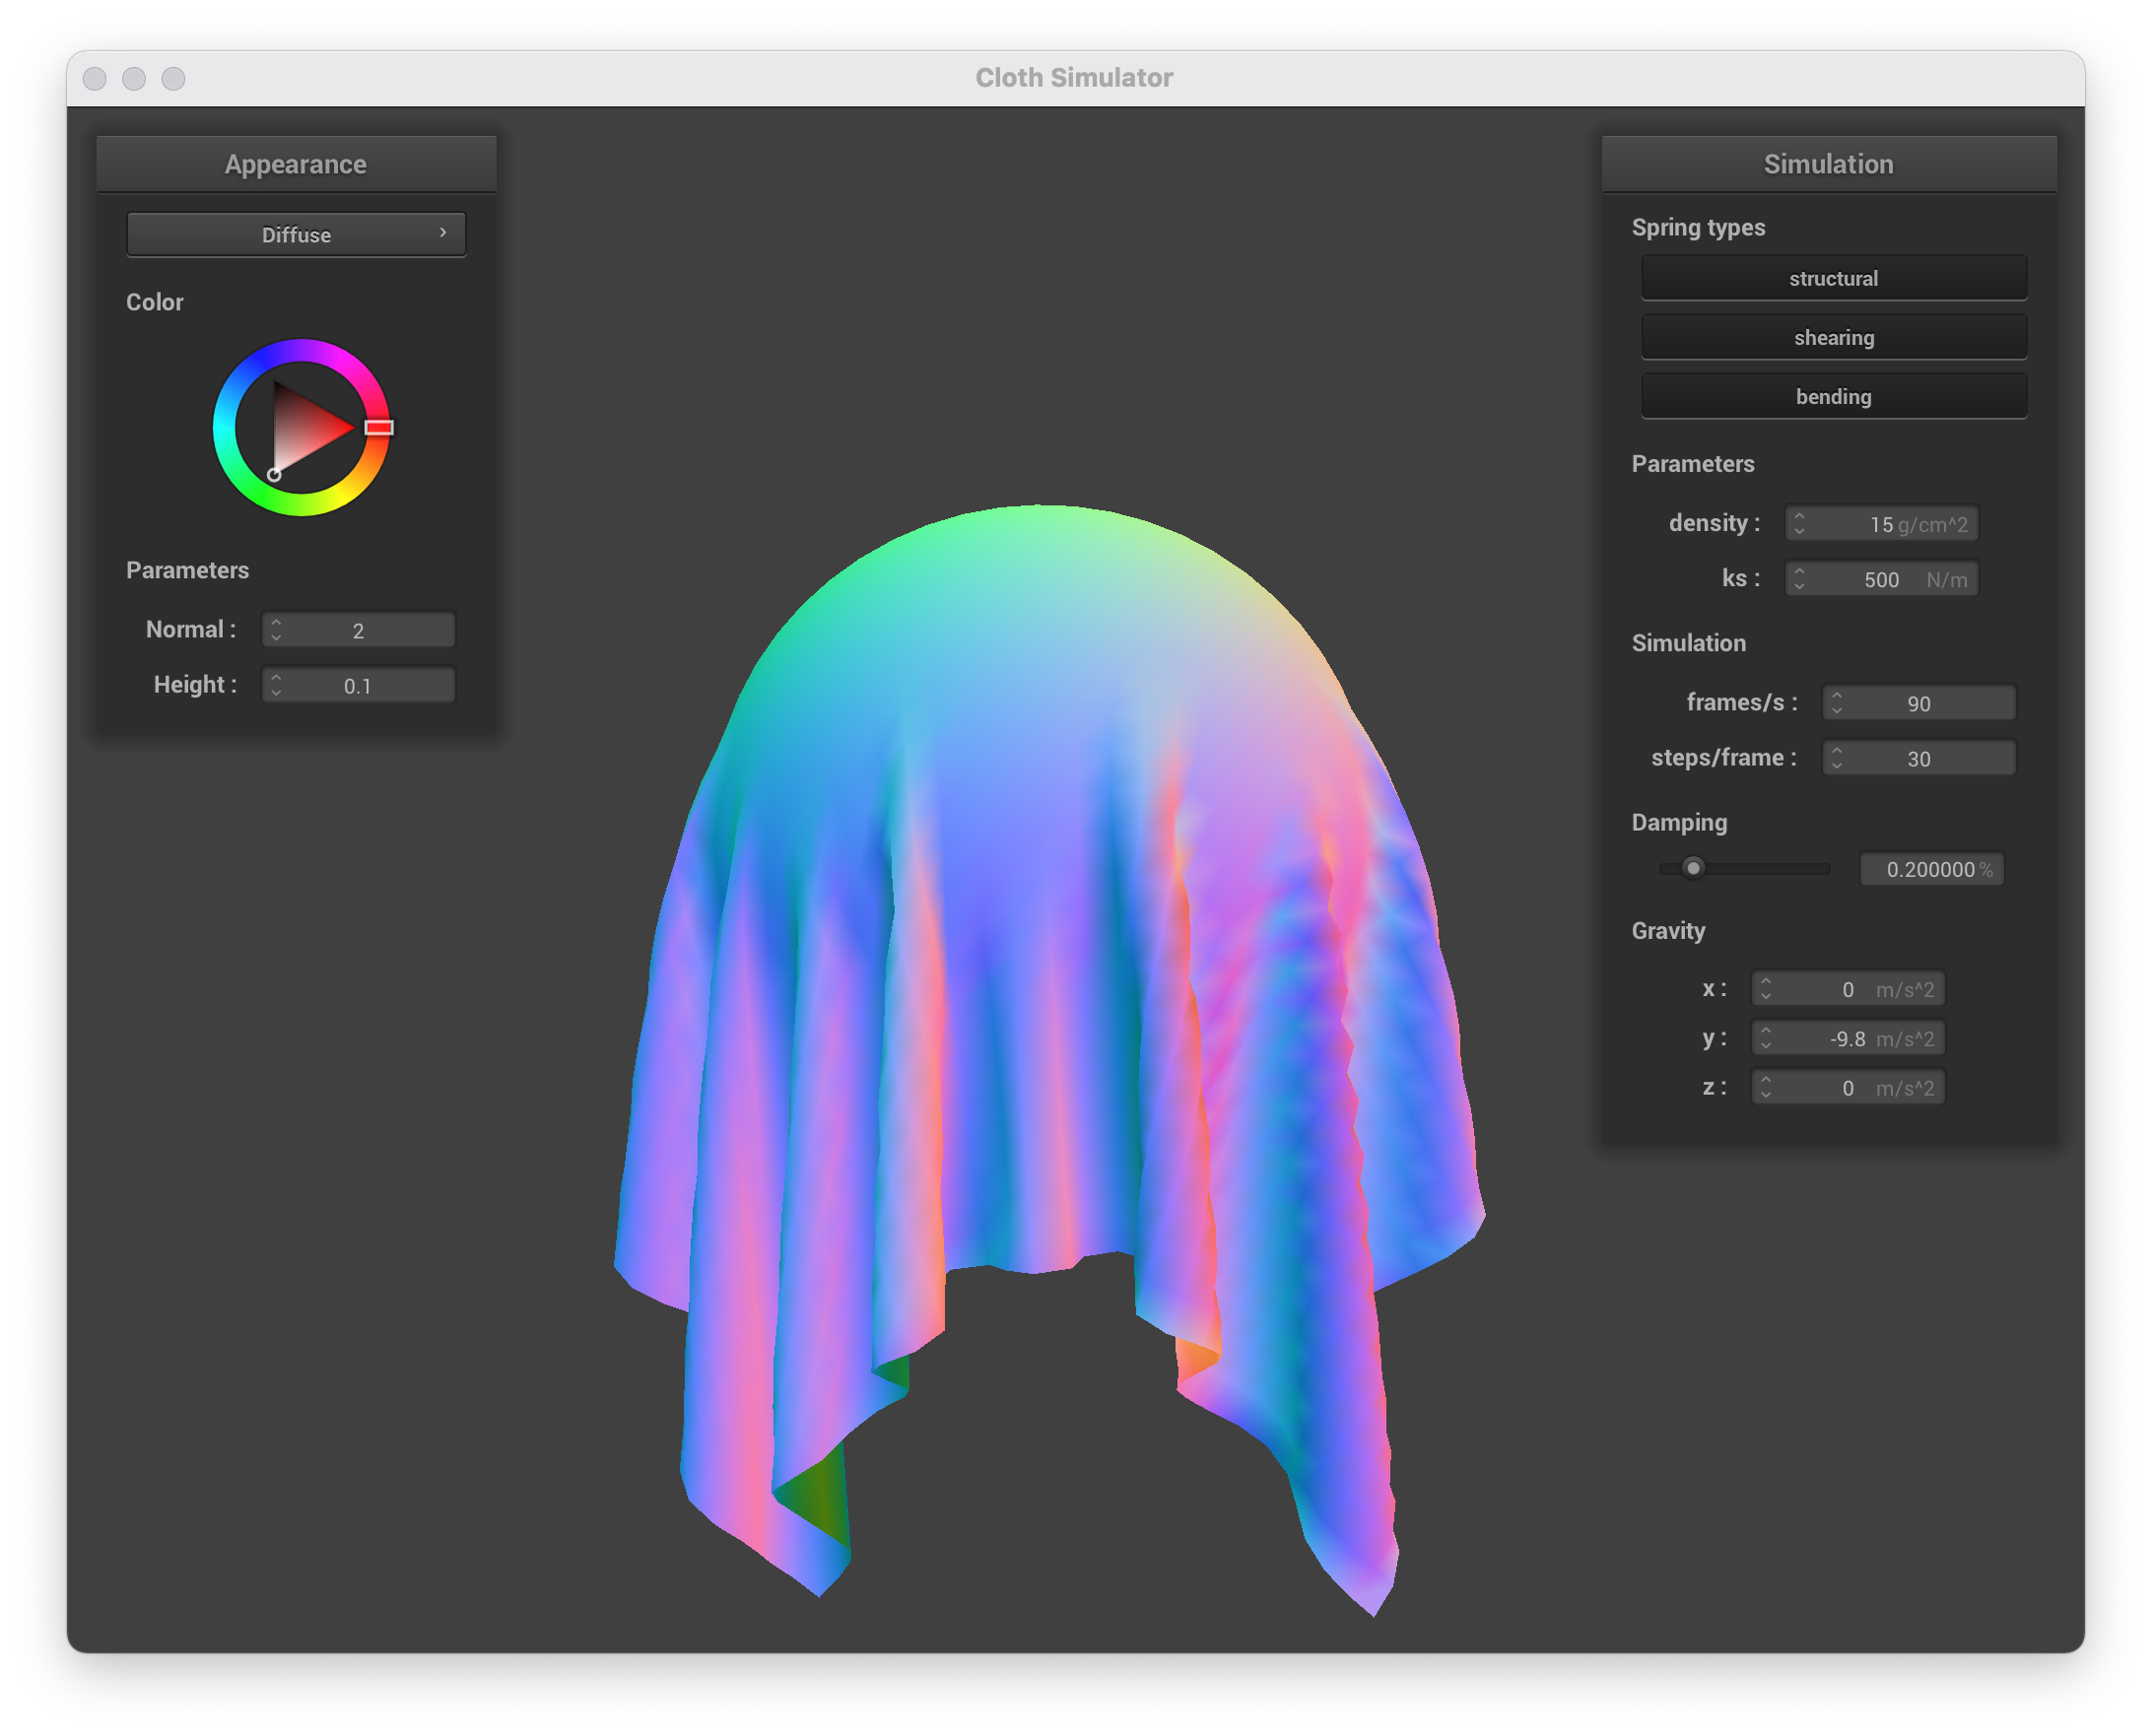 Cloth Simulator
Appearance
Diffuse
Color
Parameters
Normal : 2
Height : 0.1
Simulation
Spring types
structural
shearing
bending
Parameters
density : 15 g/cm^2
ks : 500 N/m
Simulation
frames/s : 90
steps/frame : 30
Damping
0.200000 %
Gravity
x : 0 m/s^2
y : -9.8 m/s^2
z : 0 m/s^2